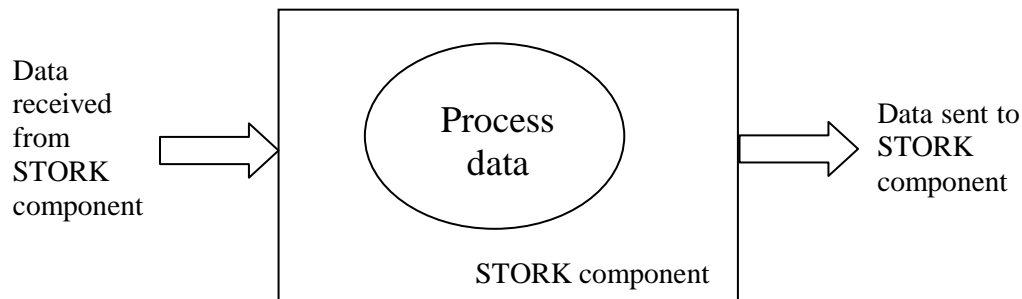 Data
received
from
STORK
component
Process
data
STORK component
Data sent to
STORK
component